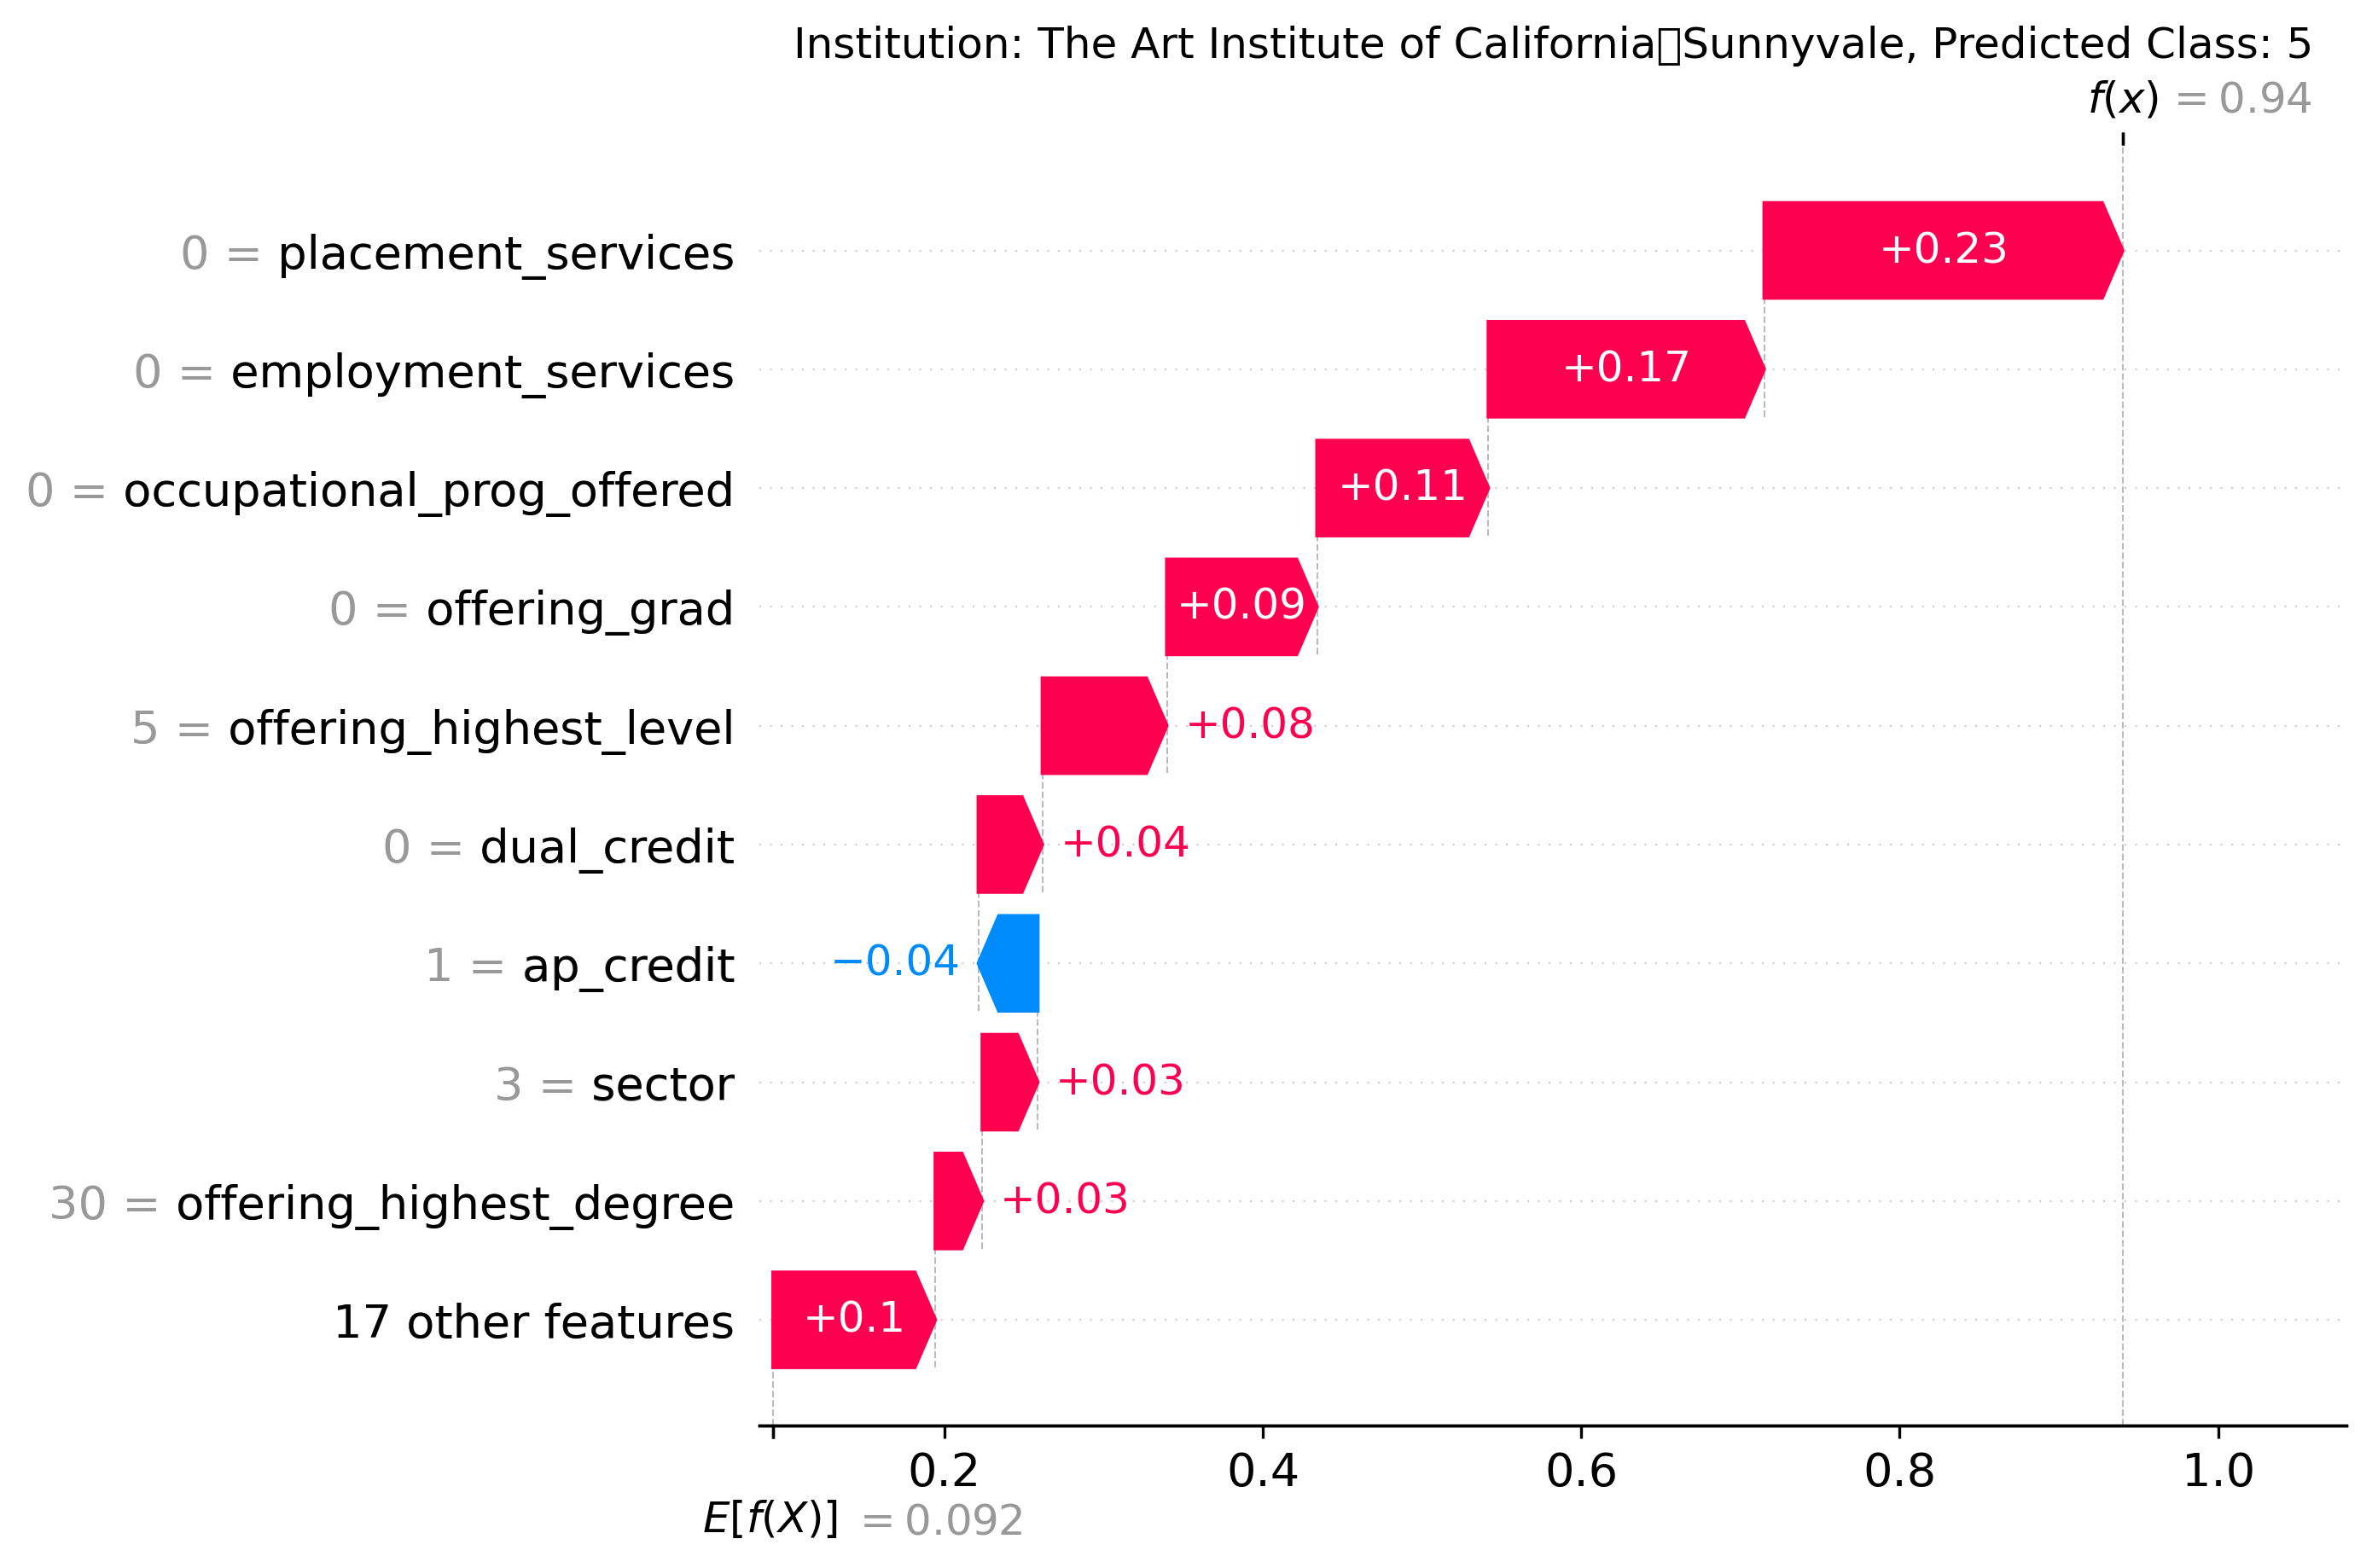 Institution: The Art Institute of California▯Sunnyvale, Predicted Class: 5
f(x) = 0.94
0 = placement_services +0.23
0 = employment_services +0.17
0 = occupational_prog_offered +0.11
0 = offering_grad +0.09
5 = offering_highest_level +0.08
0 = dual_credit +0.04
1 = ap_credit −0.04
3 = sector +0.03
30 = offering_highest_degree +0.03
17 other features +0.1
0.2 0.4 0.6 0.8 1.0
E[f(X)] = 0.092